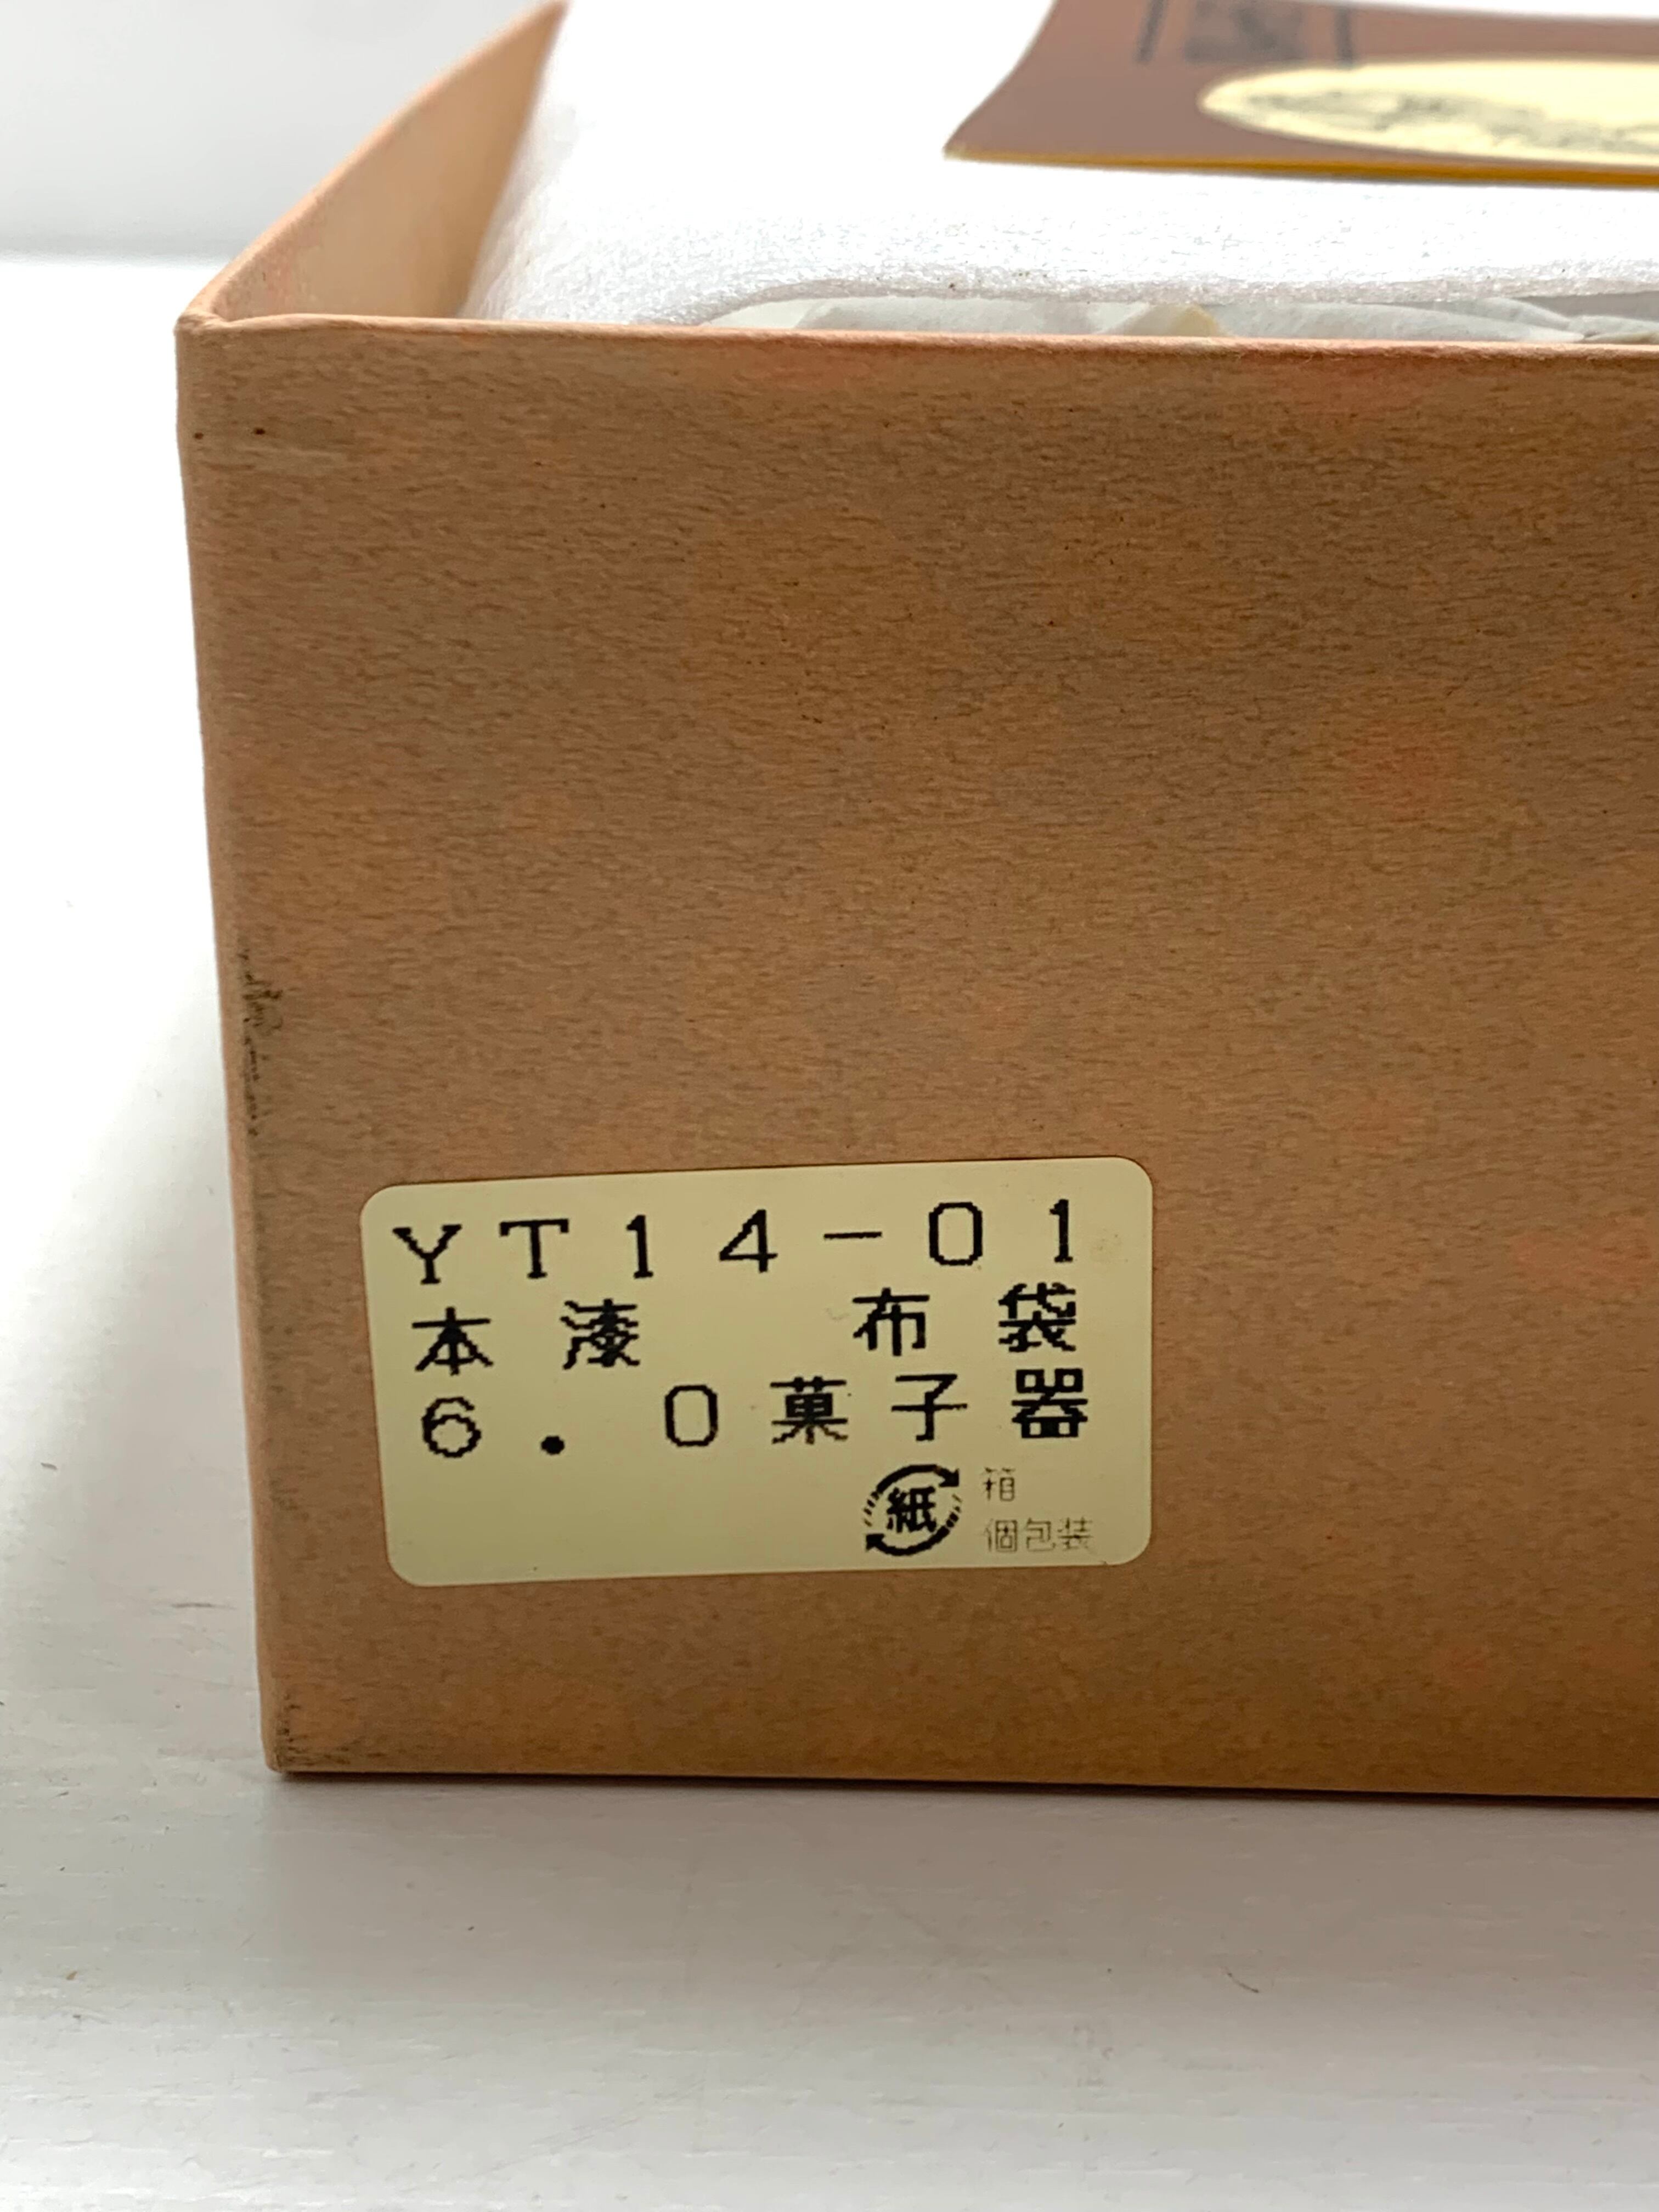 YT14-01
本漆　布袋
6.0菓子器
紙 箱
個包装